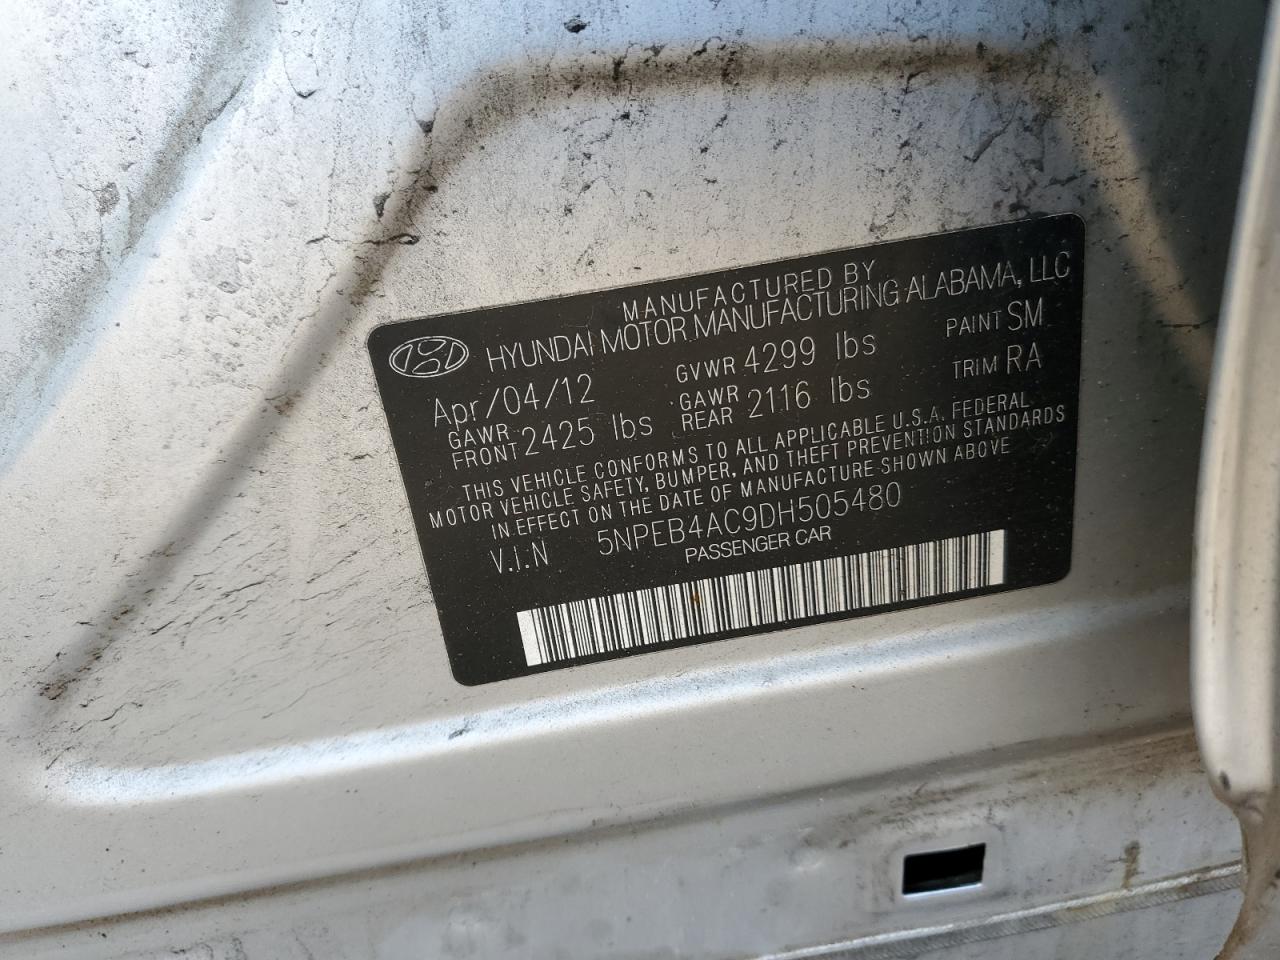 MANUFACTURED BY
HYUNDAI MOTOR MANUFACTURING ALABAMA, LLC
Apr/04/12 GVWR 4299 lbs PAINT SM
GAWR FRONT 2425 lbs GAWR REAR 2116 lbs TRIM RA
THIS VEHICLE CONFORMS TO ALL APPLICABLE U.S.A. FEDERAL
MOTOR VEHICLE SAFETY, BUMPER, AND THEFT PREVENTION STANDARDS
IN EFFECT ON THE DATE OF MANUFACTURE SHOWN ABOVE
V.I.N 5NPEB4AC9DH505480
PASSENGER CAR